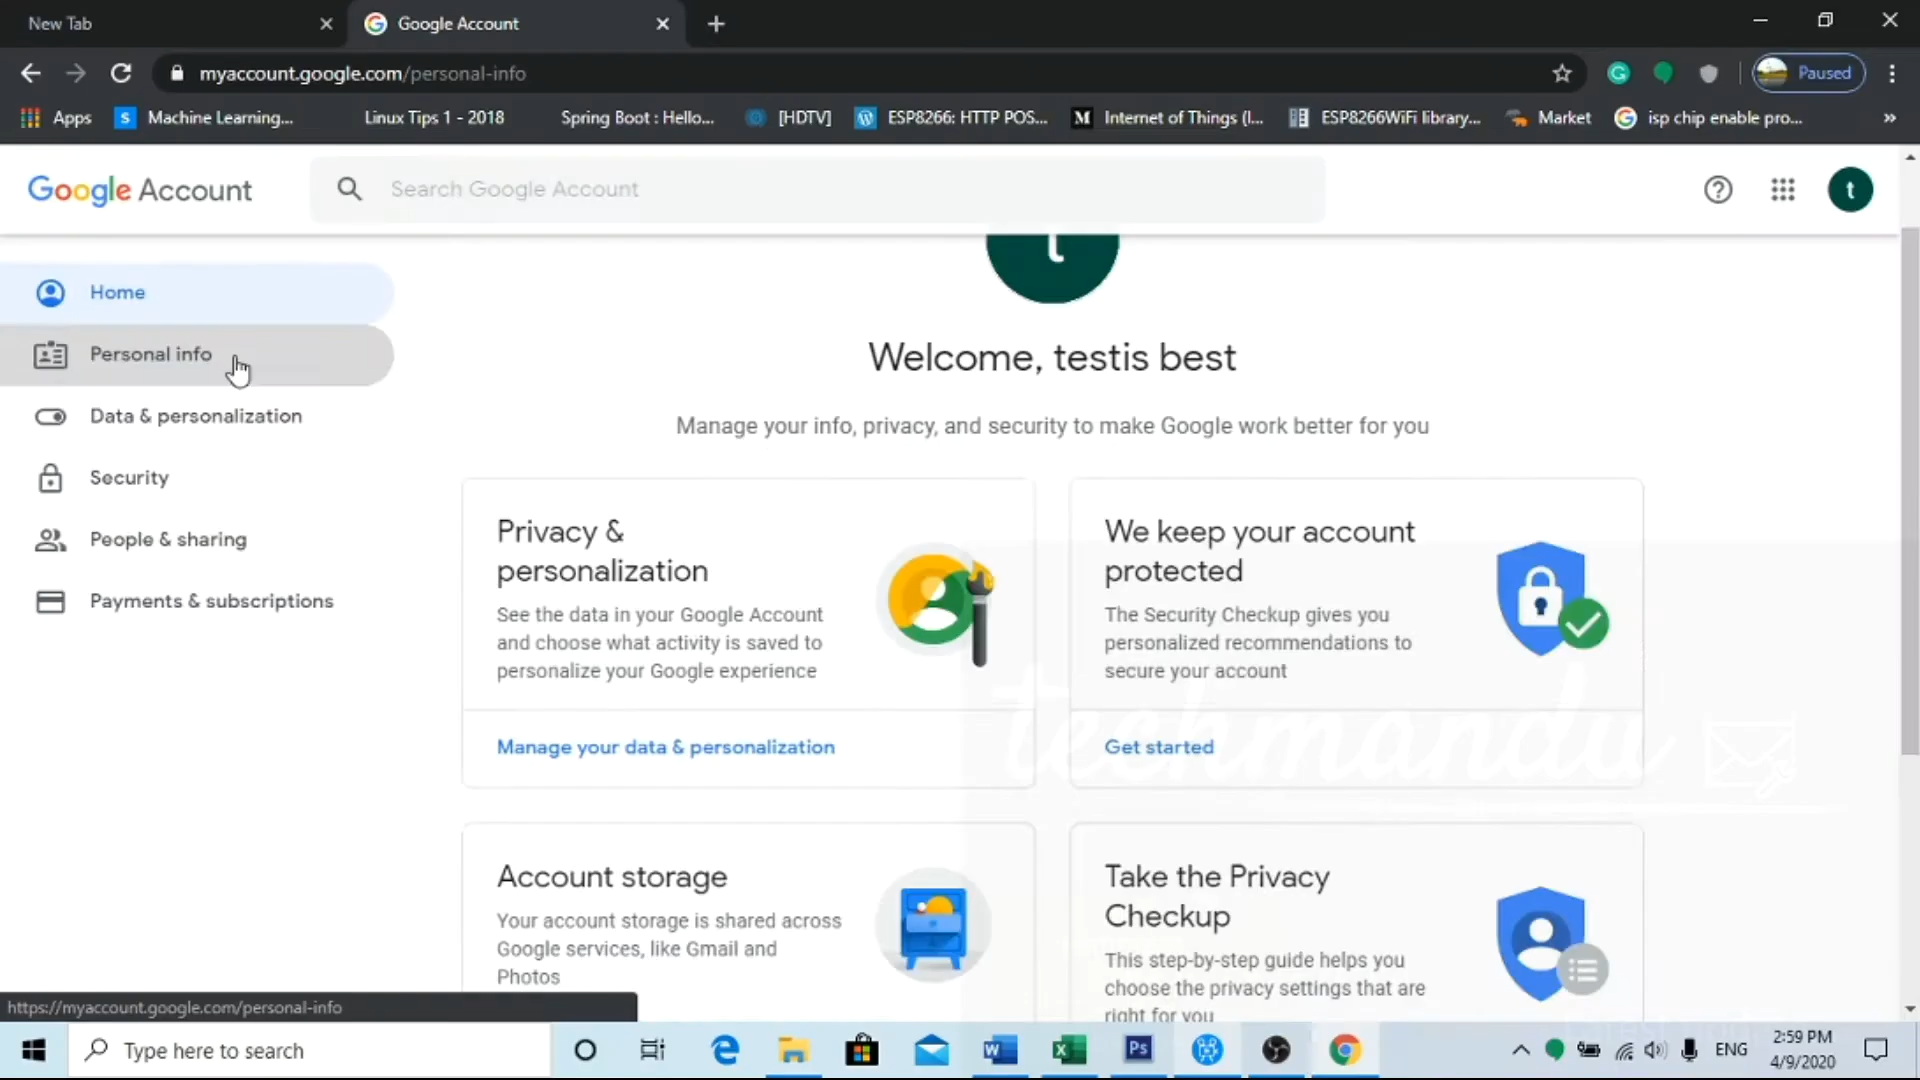 New Tab
Google Account
myaccount.google.com/personal-info
Paused
Apps
Machine Learning...
Linux Tips 1 - 2018
Spring Boot : Hello...
[HDTV]
ESP8266: HTTP POS...
Internet of Things (I...
ESP8266WiFi library...
Market
isp chip enable pro...
»
Google Account
Search Google Account
t
Home
Personal info
Data & personalization
Security
People & sharing
Payments & subscriptions
t
Welcome, testis best
Manage your info, privacy, and security to make Google work better for you
Privacy &
personalization
See the data in your Google Account
and choose what activity is saved to
personalize your Google experience
Manage your data & personalization
We keep your account
protected
The Security Checkup gives you
personalized recommendations to
secure your account
Get started
techmandu
Account storage
Your account storage is shared across
Google services, like Gmail and
Photos
Take the Privacy
Checkup
This step-by-step guide helps you
choose the privacy settings that are
right for you
https://myaccount.google.com/personal-info
Type here to search
Ps
ENG
2:59 PM
4/9/2020